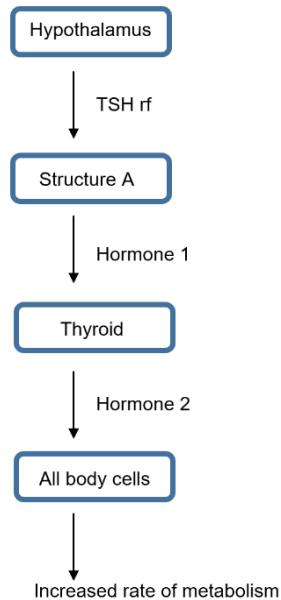 Hypothalamus
TSH rf
Structure A
Hormone 1
Thyroid
Hormone 2
All body cells
Increased rate of metabolism